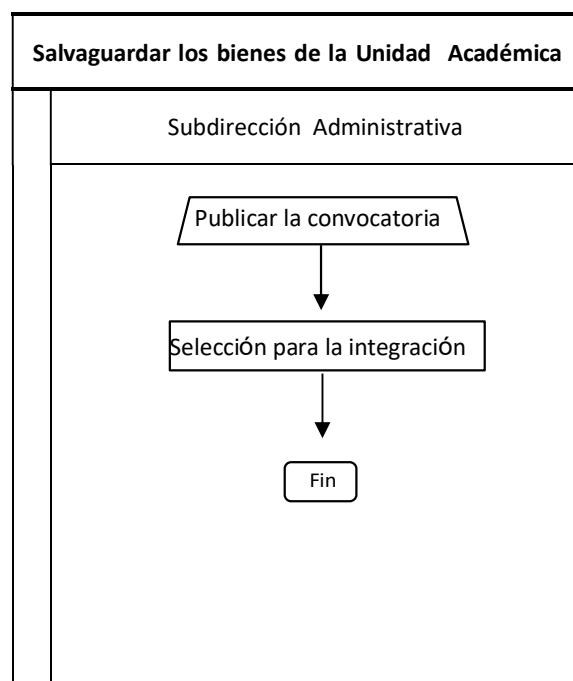 Salvaguardar los bienes de la Unidad Académica
Subdirección Administrativa
Publicar la convocatoria
Selección para la integración
Fin